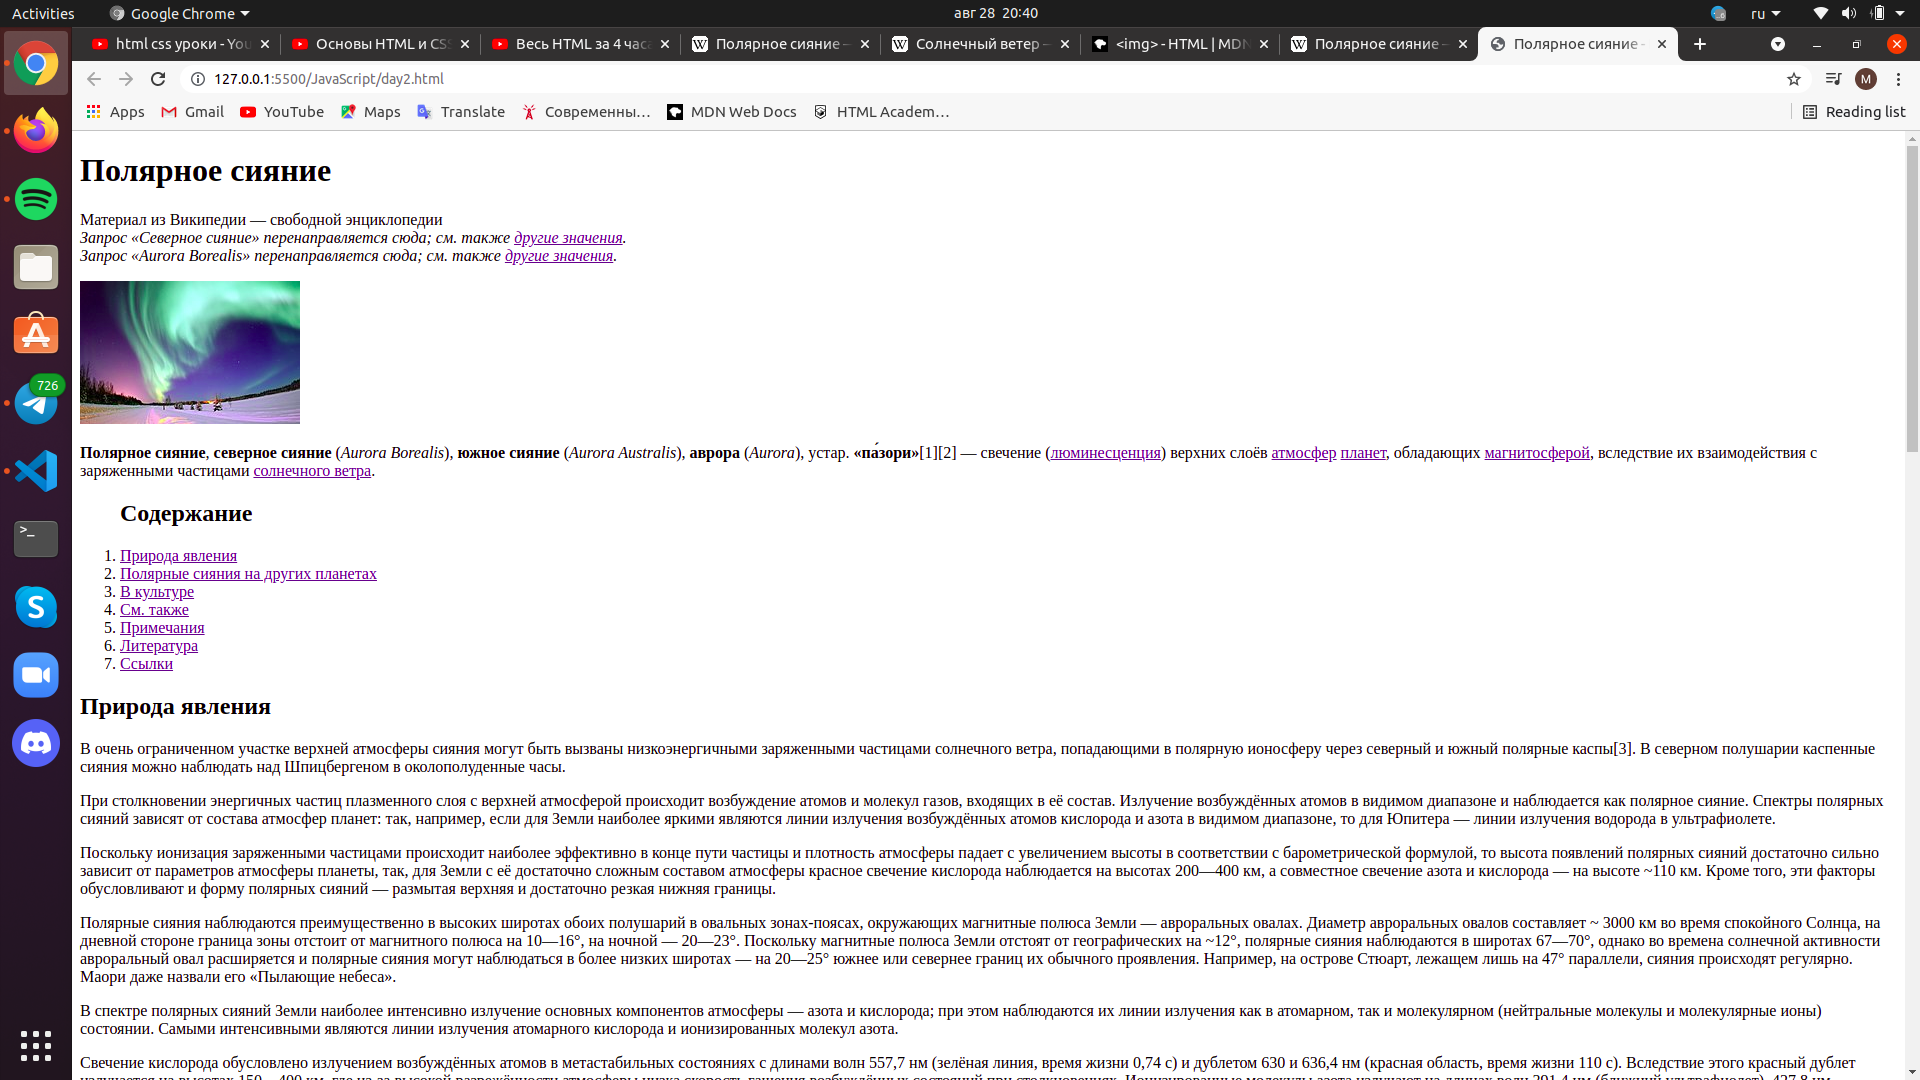 Activities
Google Chrome
авг 28 20:40
ru
html css уроки - You
Основы HTML и CSS
Весь HTML за 4 часа
Полярное сияние —
Солнечный ветер —
<img> - HTML | MDN
Полярное сияние —
Полярное сияние -
127.0.0.1:5500/JavaScript/day2.html
M
Apps
Gmail
YouTube
Maps
Translate
Современны…
MDN Web Docs
HTML Academ…
Reading list
726
Полярное сияние
Материал из Википедии — свободной энциклопедии
Запрос «Северное сияние» перенаправляется сюда; см. также другие значения.
Запрос «Aurora Borealis» перенаправляется сюда; см. также другие значения.
Полярное сияние, северное сияние (Aurora Borealis), южное сияние (Aurora Australis), аврора (Aurora), устар. «па́зори»[1][2] — свечение (люминесценция) верхних слоёв атмосфер планет, обладающих магнитосферой, вследствие их взаимодействия с
заряженными частицами солнечного ветра.
Содержание
1. Природа явления
2. Полярные сияния на других планетах
3. В культуре
4. См. также
5. Примечания
6. Литература
7. Ссылки
Природа явления
В очень ограниченном участке верхней атмосферы сияния могут быть вызваны низкоэнергичными заряженными частицами солнечного ветра, попадающими в полярную ионосферу через северный и южный полярные каспы[3]. В северном полушарии каспенные
сияния можно наблюдать над Шпицбергеном в околополуденные часы.
При столкновении энергичных частиц плазменного слоя с верхней атмосферой происходит возбуждение атомов и молекул газов, входящих в её состав. Излучение возбуждённых атомов в видимом диапазоне и наблюдается как полярное сияние. Спектры полярных
сияний зависят от состава атмосфер планет: так, например, если для Земли наиболее яркими являются линии излучения возбуждённых атомов кислорода и азота в видимом диапазоне, то для Юпитера — линии излучения водорода в ультрафиолете.
Поскольку ионизация заряженными частицами происходит наиболее эффективно в конце пути частицы и плотность атмосферы падает с увеличением высоты в соответствии с барометрической формулой, то высота появлений полярных сияний достаточно сильно
зависит от параметров атмосферы планеты, так, для Земли с её достаточно сложным составом атмосферы красное свечение кислорода наблюдается на высотах 200—400 км, а совместное свечение азота и кислорода — на высоте ~110 км. Кроме того, эти факторы
обусловливают и форму полярных сияний — размытая верхняя и достаточно резкая нижняя границы.
Полярные сияния наблюдаются преимущественно в высоких широтах обоих полушарий в овальных зонах-поясах, окружающих магнитные полюса Земли — авроральных овалах. Диаметр авроральных овалов составляет ~ 3000 км во время спокойного Солнца, на
дневной стороне граница зоны отстоит от магнитного полюса на 10—16°, на ночной — 20—23°. Поскольку магнитные полюса Земли отстоят от географических на ~12°, полярные сияния наблюдаются в широтах 67—70°, однако во времена солнечной активности
авроральный овал расширяется и полярные сияния могут наблюдаться в более низких широтах — на 20—25° южнее или севернее границ их обычного проявления. Например, на острове Стюарт, лежащем лишь на 47° параллели, сияния происходят регулярно.
Маори даже назвали его «Пылающие небеса».
В спектре полярных сияний Земли наиболее интенсивно излучение основных компонентов атмосферы — азота и кислорода; при этом наблюдаются их линии излучения как в атомарном, так и молекулярном (нейтральные молекулы и молекулярные ионы)
состоянии. Самыми интенсивными являются линии излучения атомарного кислорода и ионизированных молекул азота.
Свечение кислорода обусловлено излучением возбуждённых атомов в метастабильных состояниях с длинами волн 557,7 нм (зелёная линия, время жизни 0,74 с) и дублетом 630 и 636,4 нм (красная область, время жизни 110 с). Вследствие этого красный дублет